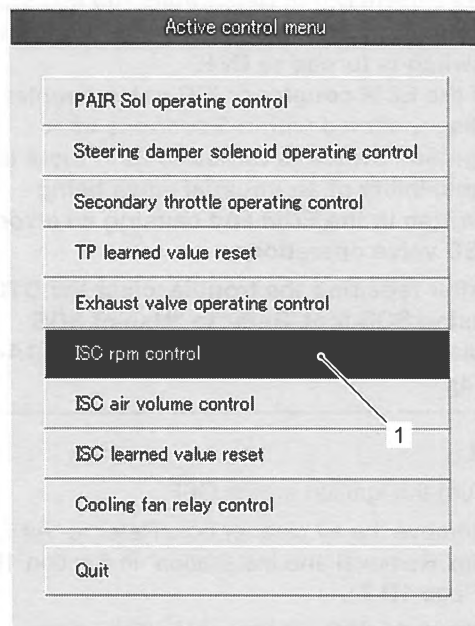 Active control menu
PAIR Sol operating control
Steering damper solenoid operating control
Secondary throttle operating control
TP learned value reset
Exhaust valve operating control
ISC rpm control
1
ISC air volume control
ISC learned value reset
Cooling fan relay control
Quit